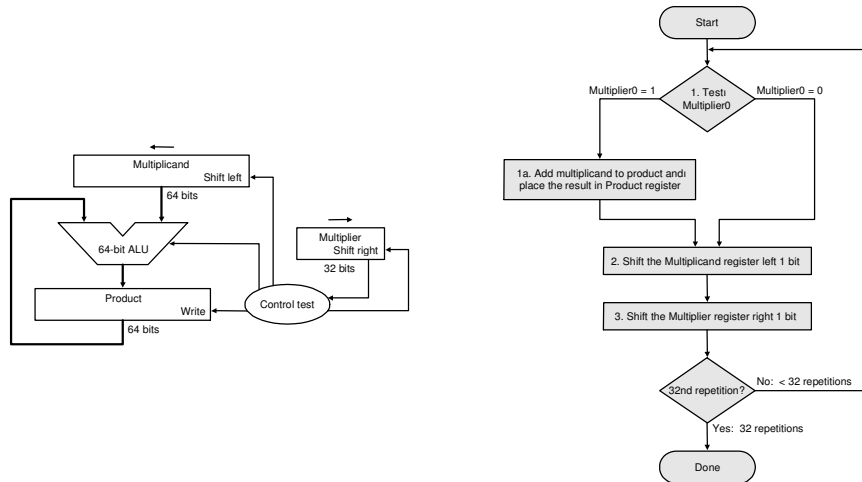 Multiplicand
Shift left
64 bits
64-bit ALU
Multiplier
Shift right
32 bits
Product
Write
Control test
64 bits
Start
Multiplier0 = 1
1. Testı
Multiplier0
Multiplier0 = 0
1a. Add multiplicand to product andı
place the result in Product register
2. Shift the Multiplicand register left 1 bit
3. Shift the Multiplier register right 1 bit
32nd repetition?
No: < 32 repetitions
Yes: 32 repetitions
Done